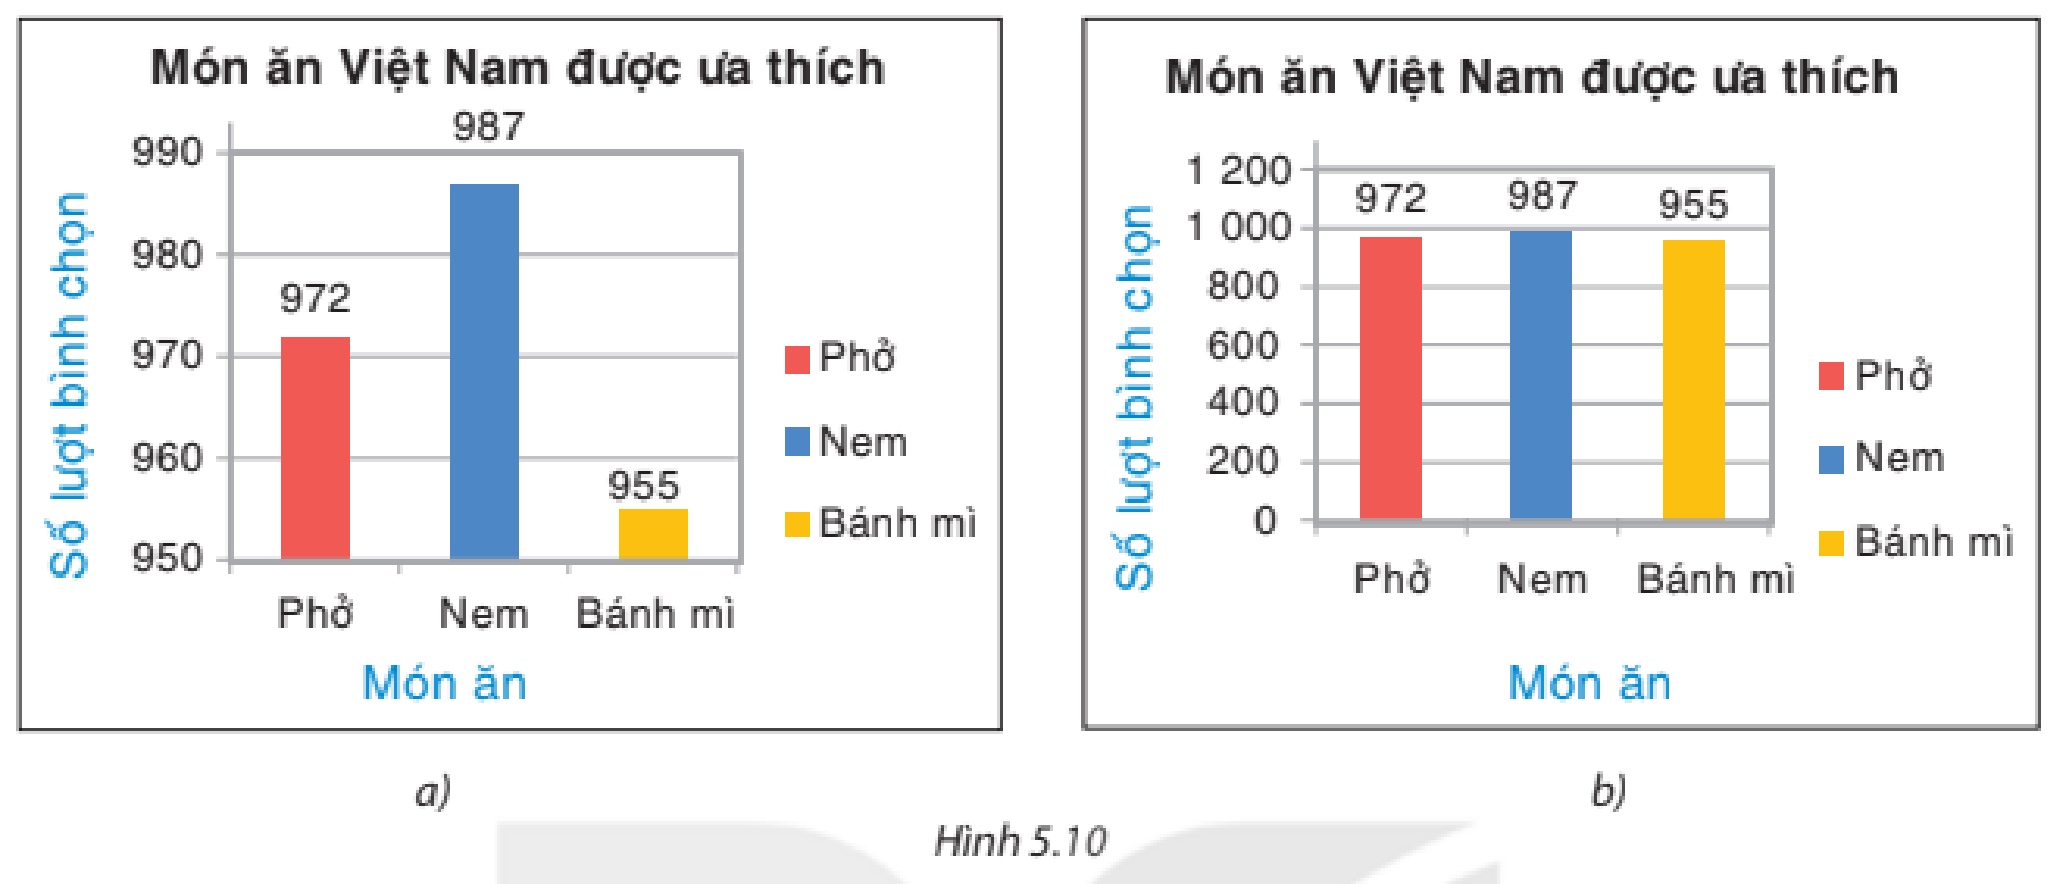 Món ăn Việt Nam được ưa thích
987
990
980
972
970
960
955
950
Số lượt bình chọn
Phở
Nem
Bánh mì
Phở Nem Bánh mì
Món ăn
a)
Món ăn Việt Nam được ưa thích
1 200
972 987 955
1 000
800
600
400
200
0
Số lượt bình chọn
Phở
Nem
Bánh mì
Phở Nem Bánh mì
Món ăn
b)
Hình 5.10